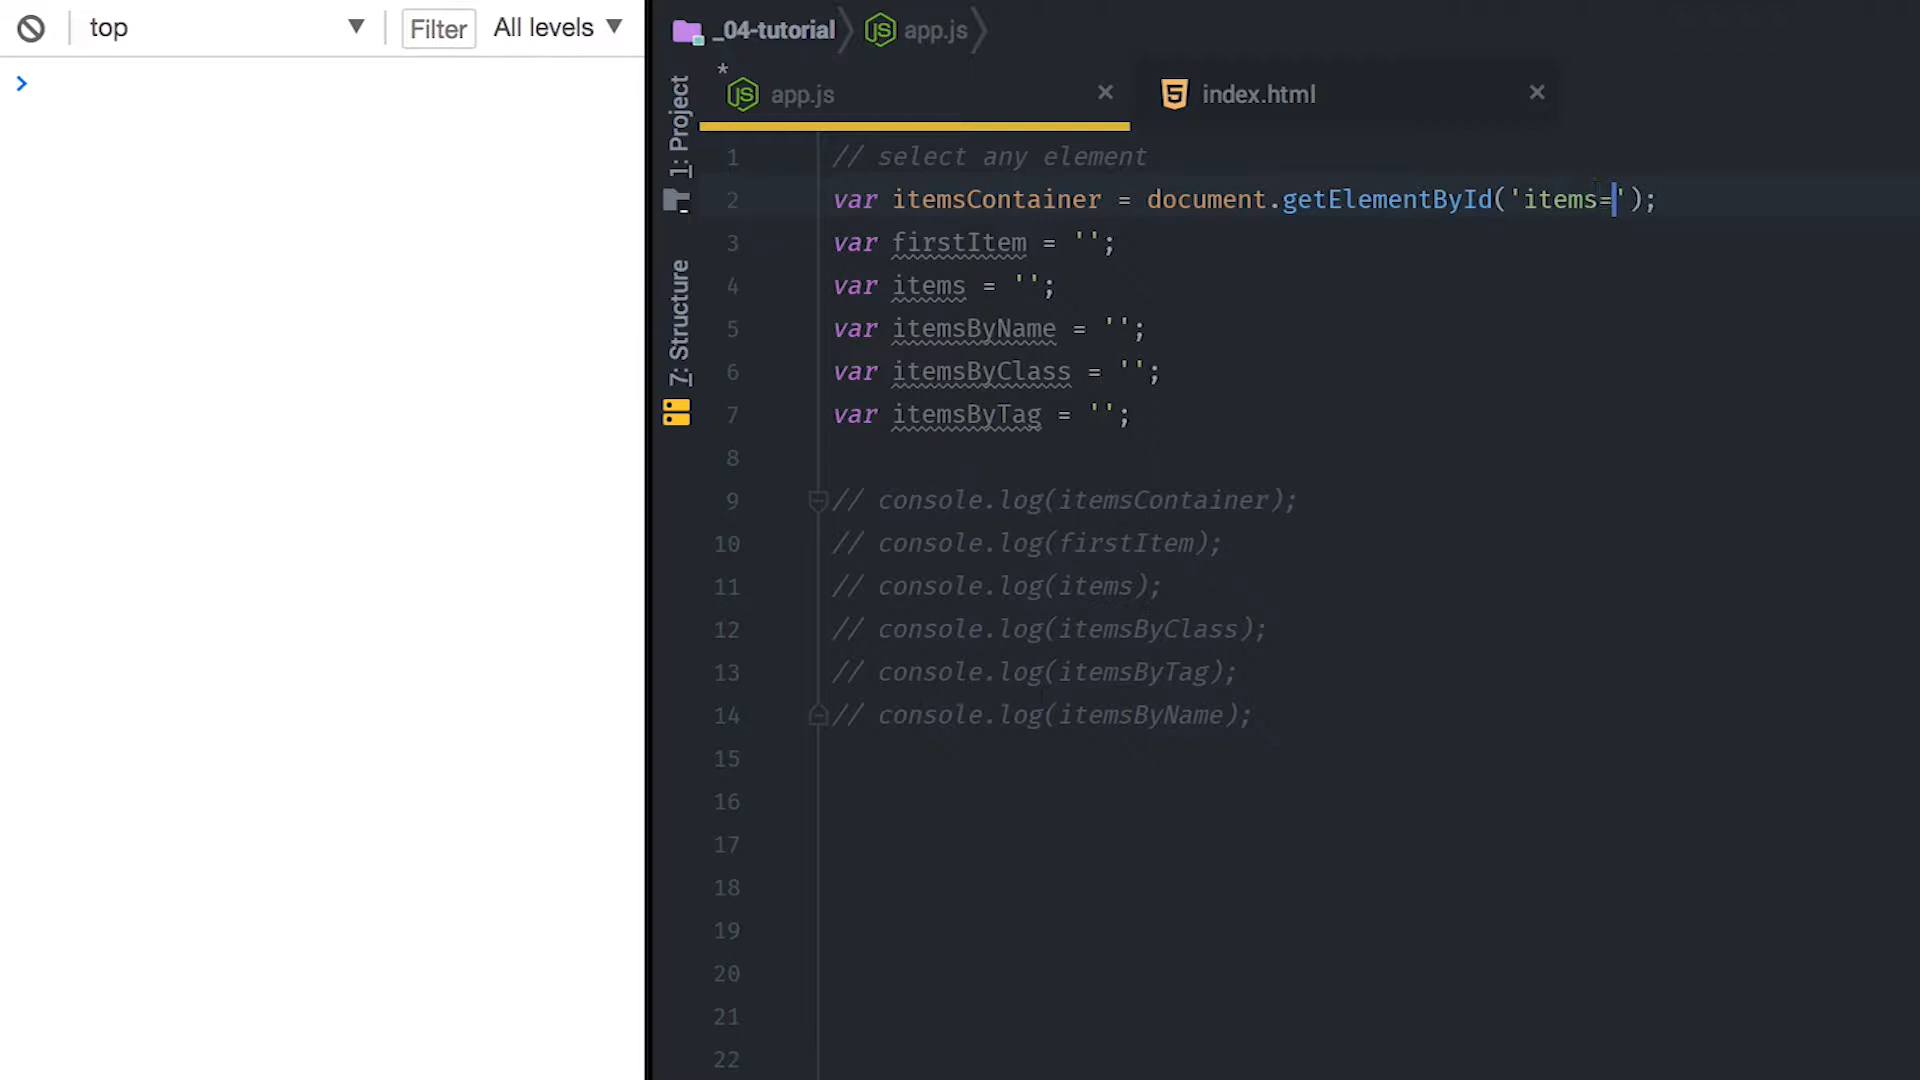 top ▼ Filter All levels ▼
>
_04-tutorial app.js
* app.js × index.html ×
1: Project
7: Structure
1 // select any element
2 var itemsContainer = document.getElementById('items=');
3 var firstItem = '';
4 var items = '';
5 var itemsByName = '';
6 var itemsByClass = '';
7 var itemsByTag = '';
8
9 // console.log(itemsContainer);
10 // console.log(firstItem);
11 // console.log(items);
12 // console.log(itemsByClass);
13 // console.log(itemsByTag);
14 // console.log(itemsByName);
15
16
17
18
19
20
21
22